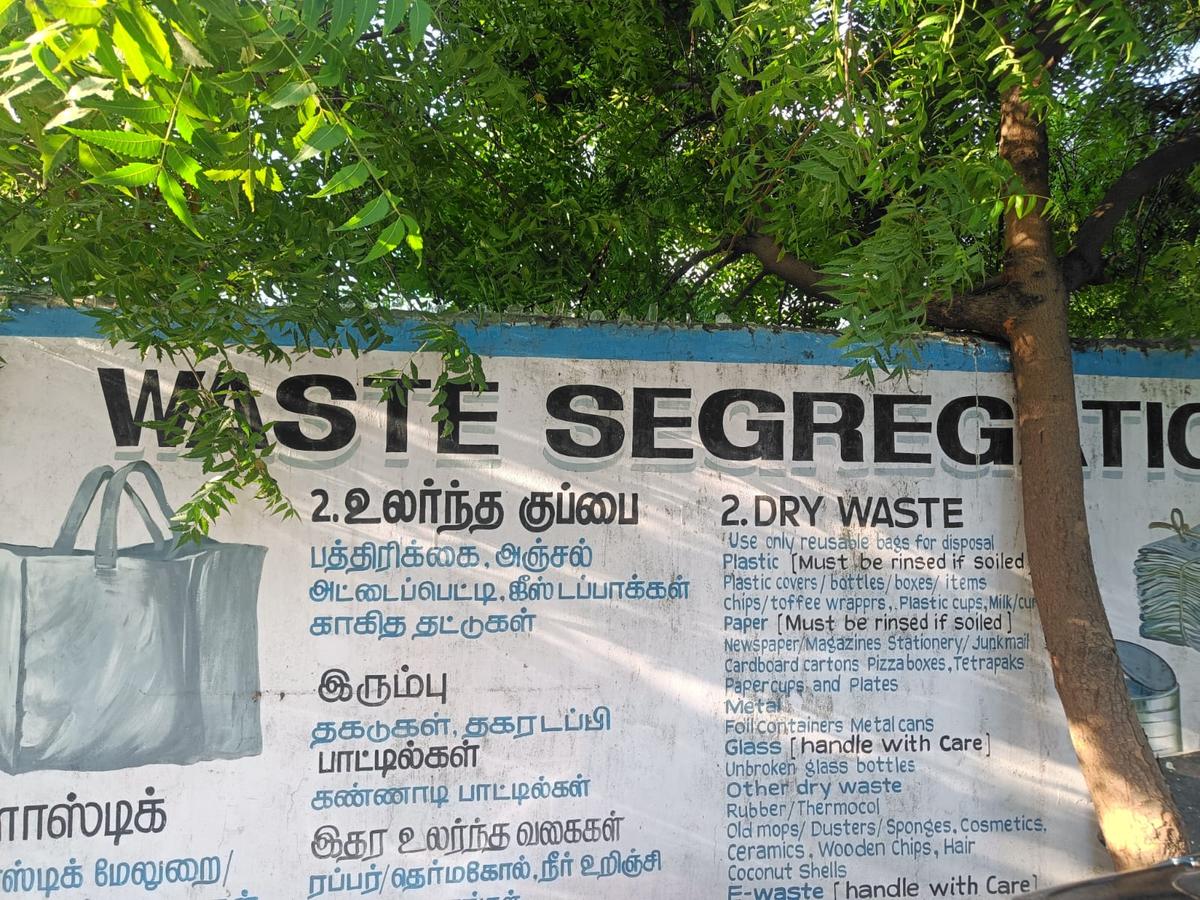 WASTE SEGREGATIO
2.உலர்ந்த குப்பை
பத்திரிக்கை, அஞ்சல்
அட்டைப்பெட்டி,ஜீஸ் டப்பாக்கள்
காகித தட்டுகள்
இரும்பு
தகடுகள், தகர டப்பி
பாட்டில்கள்
கண்ணாடி பாட்டில்கள்
இதர உலர்ந்த வகைகள்
ரப்பர்/தெர்மகோல்,நீர் உறிஞ்சி
ாஸ்டிக்
ஸ்டிக் மேலுறை/
2.DRY WASTE
Use only reusable bags for disposal
Plastic [Must be rinsed if soiled
Plastic covers/bottles/boxes/ items
Chips/toffee wrapprs,.Plastic cups,Milk/cur
Paper [Must be rinsed if soiled]
Newspaper/Magazines Stationery/Junkmail
Cardboard cartons Pizzaboxes,Tetrapaks
Papercups and Plates
Metal
Foil Containers Metal cans
Glass [handle with Care]
Unbroken glass bottles
Other dry waste
Rubber/Thermocol
Old mops/ Dusters/ Sponges, Cosmetics,
Ceramics, Wooden Chips, Hair
Coconut Shells
E-waste [handle with Care]